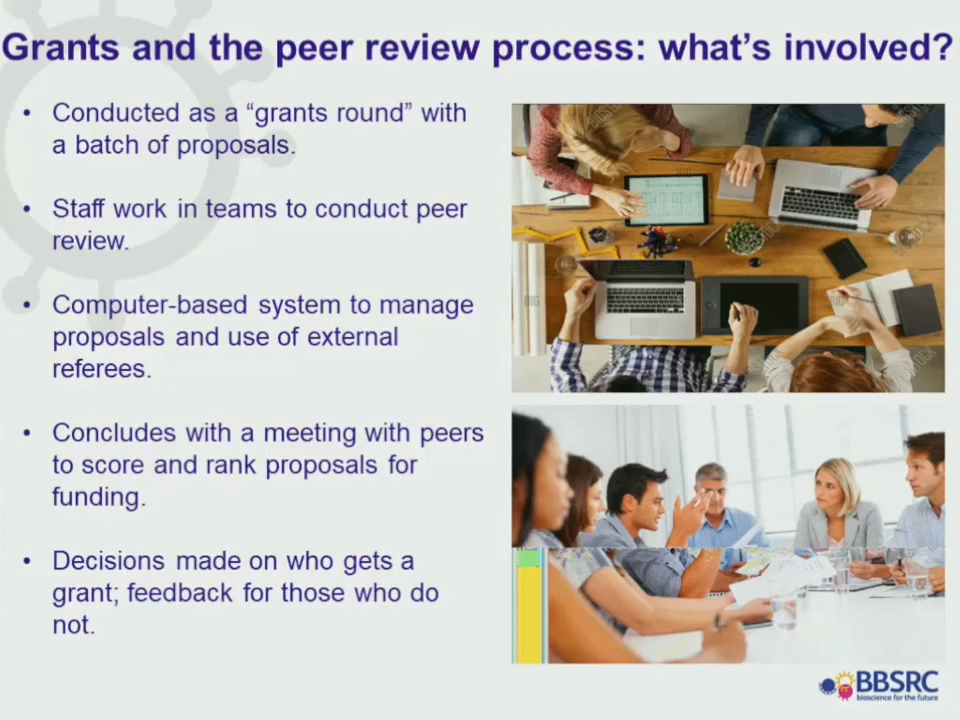 Grants and the peer review process: what's involved?
• Conducted as a “grants round” with
a batch of proposals.
• Staff work in teams to conduct peer
review.
• Computer-based system to manage
proposals and use of external
referees.
• Concludes with a meeting with peers
to score and rank proposals for
funding.
• Decisions made on who gets a
grant; feedback for those who do
not.
BBSRC
bioscience for the future